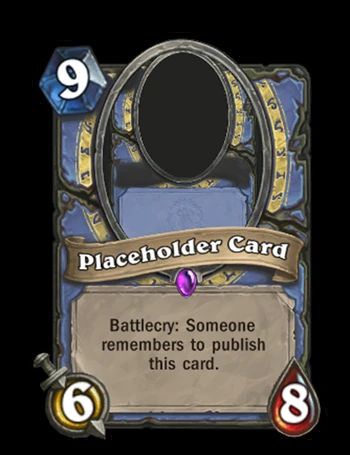 9
Placeholder Card
Battlecry: Someone
remembers to publish
this card.
6
8